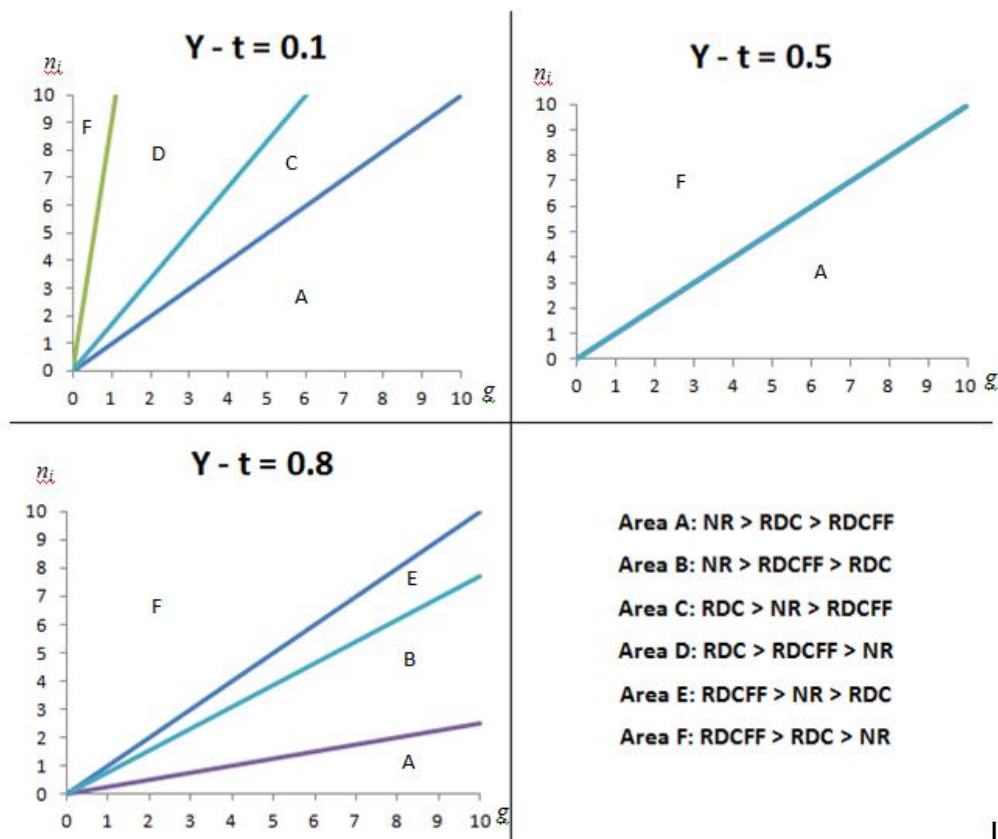 Y - t = 0.1
n_i
10
9
8
7
6
5
4
3
2
1
0
F
D
C
A
0 1 2 3 4 5 6 7 8 9 10 g
Y - t = 0.5
n_i
10
9
8
7
6
5
4
3
2
1
0
F
A
0 1 2 3 4 5 6 7 8 9 10 g
Y - t = 0.8
n_i
10
9
8
7
6
5
4
3
2
1
0
E
F
B
A
0 1 2 3 4 5 6 7 8 9 10 g
Area A: NR > RDC > RDCFF
Area B: NR > RDCFF > RDC
Area C: RDC > NR > RDCFF
Area D: RDC > RDCFF > NR
Area E: RDCFF > NR > RDC
Area F: RDCFF > RDC > NR